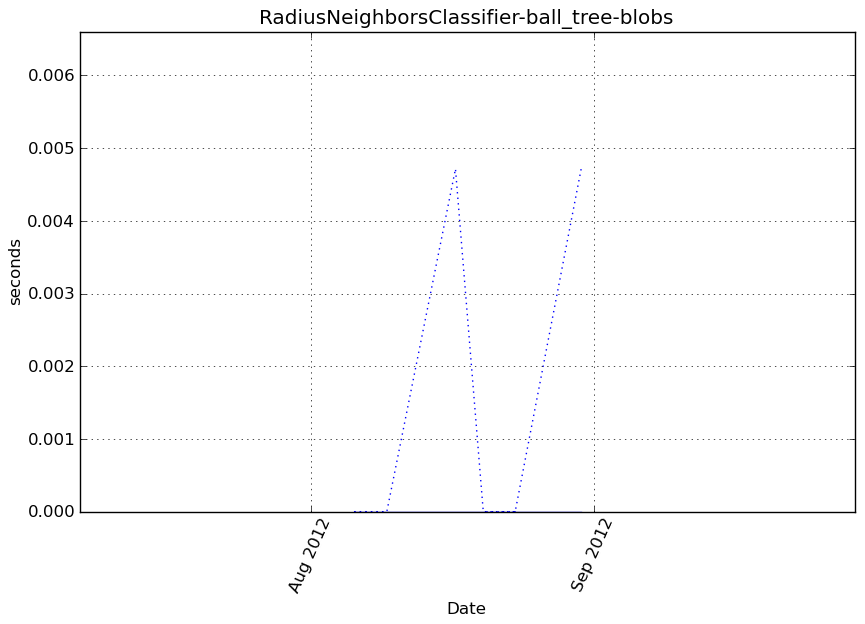 RadiusNeighborsClassifier-ball_tree-blobs
0.006
0.005
0.004
0.003
0.002
0.001
0.000
seconds
Aug 2012
Sep 2012
Date